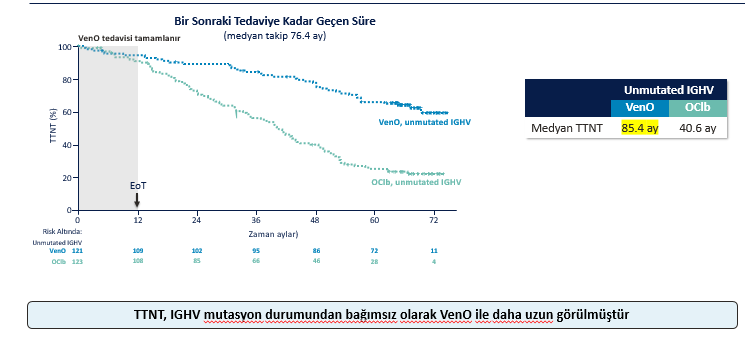 Bir Sonraki Tedaviye Kadar Geçen Süre
(medyan takip 76.4 ay)
VenO tedavisi tamamlanır
TTNT (%)
100
80
60
40
20
0
EoT
VenO, unmutated IGHV
OClb, unmutated IGHV
0 12 24 36 48 60 72
Zaman aylar)
Risk Altında:
Unmutated IGHV
VenO 121 109 102 95 86 72 11
OClb 123 108 85 66 46 28 4
Unmutated IGHV
VenO OClb
Medyan TTNT 85.4 ay 40.6 ay
TTNT, IGHV mutasyon durumundan bağımsız olarak VenO ile daha uzun görülmüştür